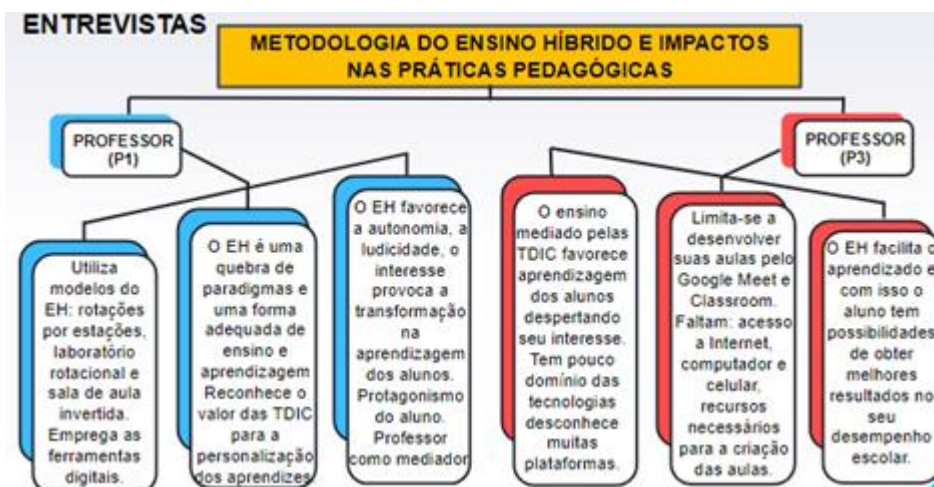 ENTREVISTAS
METODOLOGIA DO ENSINO HÍBRIDO E IMPACTOS
NAS PRÁTICAS PEDAGÓGICAS
PROFESSOR
(P1)
PROFESSOR
(P3)
Utiliza
modelos do
EH: rotações
por estações,
laboratório
rotacional e
sala de aula
invertida.
Emprega as
ferramentas
digitais.
O EH é uma
quebra de
paradigmas e
uma forma
adequada de
ensino e
aprendizagem
Reconhece o
valor das TDIC
para a
personalização
dos aprendizes
O EH favorece
a autonomia, a
ludicidade, o
interesse
provoca a
transformação
na
aprendizagem
dos alunos.
Protagonismo
do aluno.
Professor
como mediador
O ensino
mediado pelas
TDIC favorece
aprendizagem
dos alunos
despertando
seu interesse.
Tem pouco
domínio das
tecnologias
desconhece
muitas
plataformas.
Limita-se a
desenvolver
suas aulas pelo
Google Meet e
Classroom.
Faltam: acesso
a Internet,
computador e
celular,
recursos
necessários
para a criação
das aulas.
O EH facilita o
aprendizado e
com isso o
aluno tem
possibilidades
de obter
melhores
resultados no
seu
desempenho
escolar.